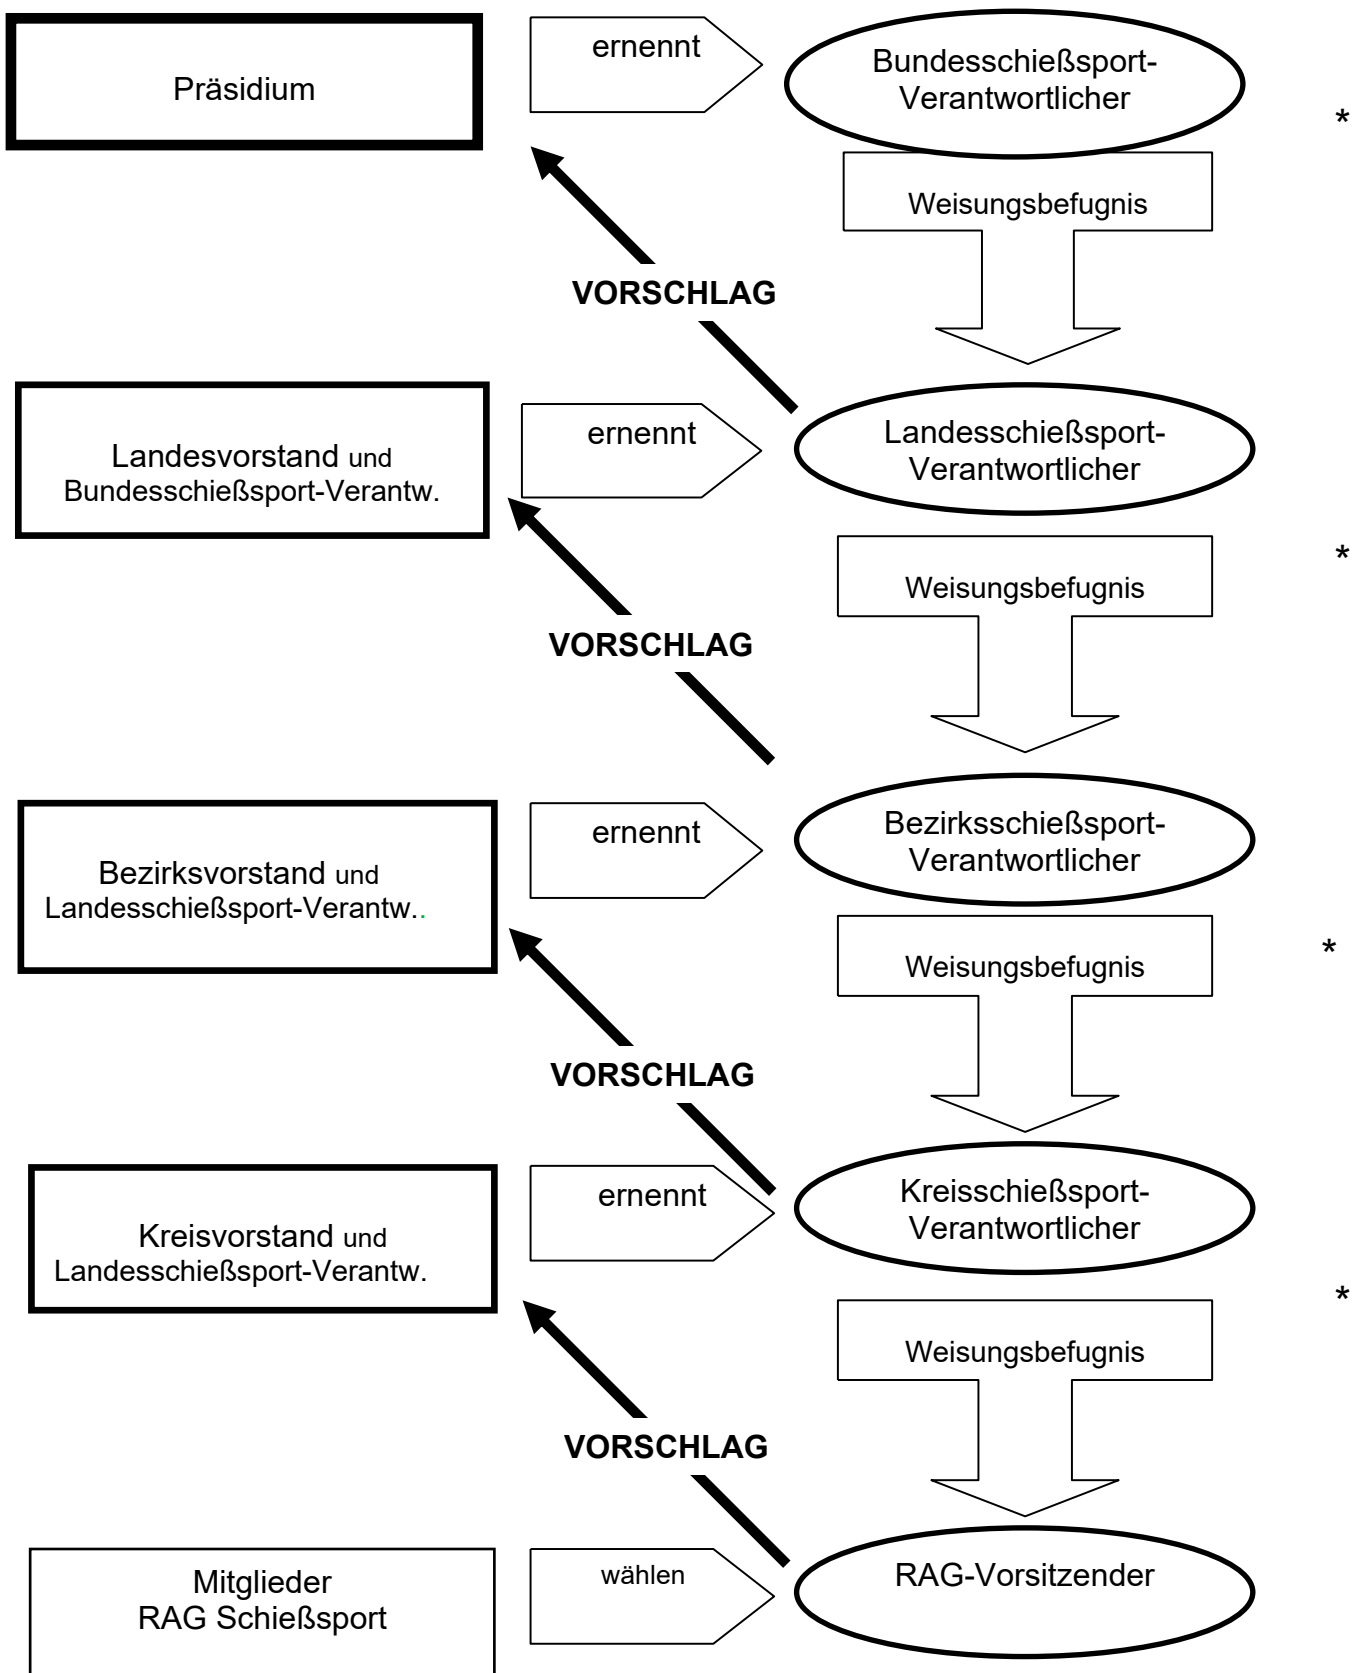 Präsidium
ernennt
Bundesschießsport-
Verantwortlicher
*
Weisungsbefugnis
VORSCHLAG
Landesvorstand und
Bundesschießsport-Verantw.
ernennt
Landesschießsport-
Verantwortlicher
*
Weisungsbefugnis
VORSCHLAG
Bezirksvorstand und
Landesschießsport-Verantw..
ernennt
Bezirksschießsport-
Verantwortlicher
*
Weisungsbefugnis
VORSCHLAG
Kreisvorstand und
Landesschießsport-Verantw.
ernennt
Kreisschießsport-
Verantwortlicher
*
Weisungsbefugnis
VORSCHLAG
Mitglieder
RAG Schießsport
wählen
RAG-Vorsitzender